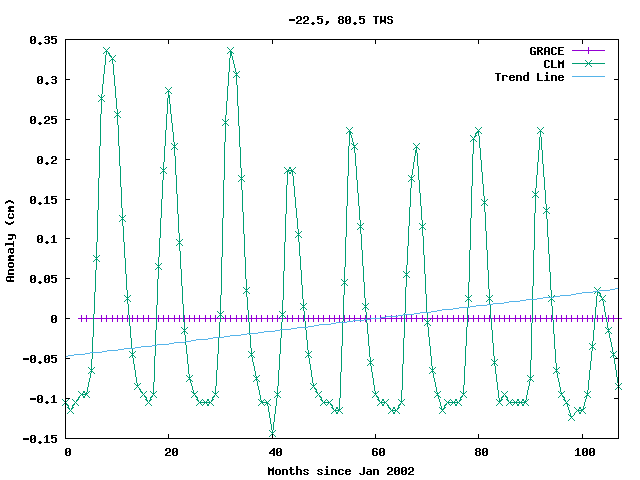 -22.5, 80.5 TWS
GRACE
CLM
Trend Line
0.35
0.3
0.25
0.2
0.15
0.1
0.05
0
-0.05
-0.1
-0.15
Anomaly (cm)
0 20 40 60 80 100
Months since Jan 2002